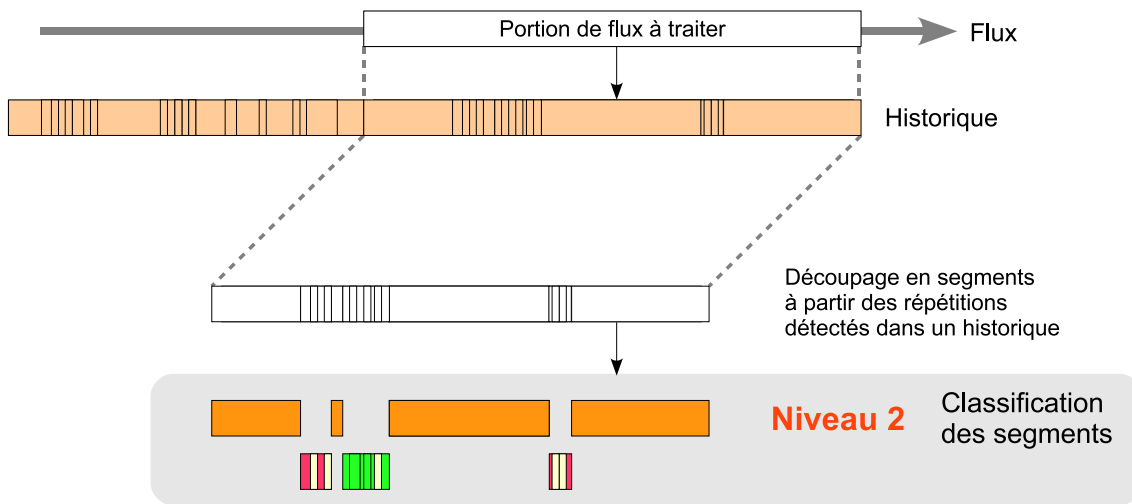 Portion de flux à traiter
Flux
Historique
Découpage en segments
à partir des répétitions
détectés dans un historique
Niveau 2
Classification
des segments